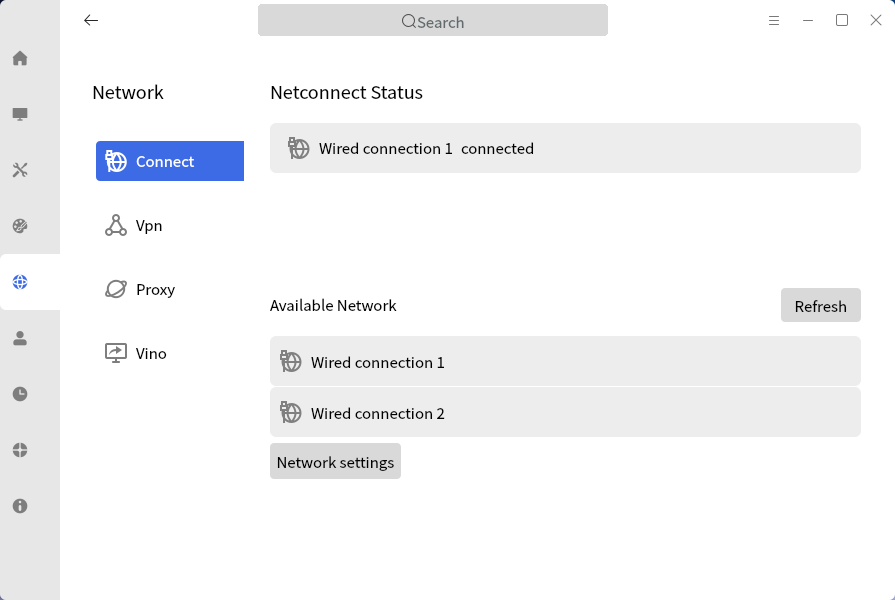 Search
Network
Netconnect Status
Wired connection 1 connected
Connect
Vpn
Proxy
Vino
Available Network
Refresh
Wired connection 1
Wired connection 2
Network settings